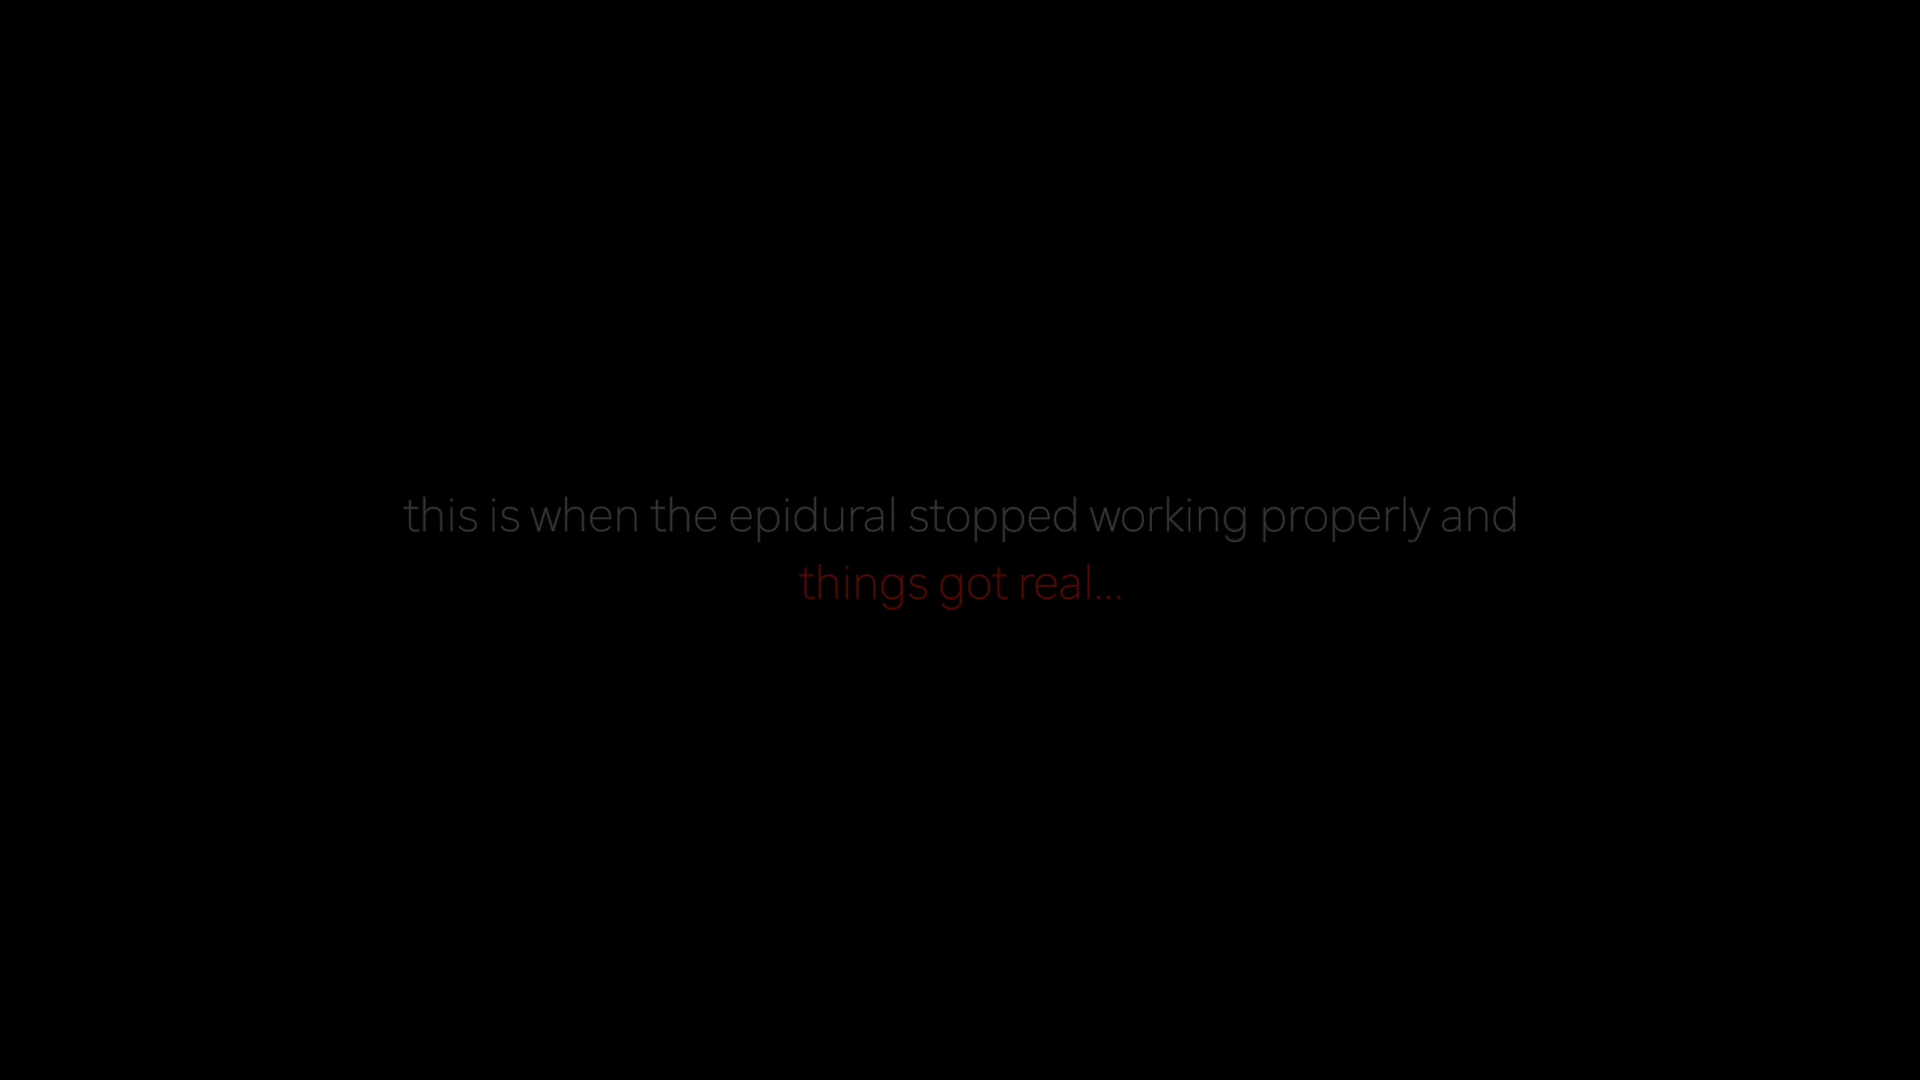 this is when the epidural stopped working properly and
things got real...